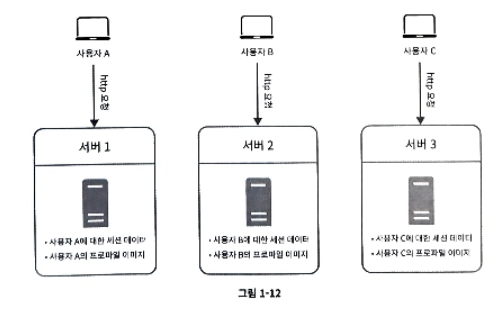 사용자 A
사용자 B
사용자 C
http 요청
http 요청
http 요청
서버 1
서버 2
서버 3
• 사용자 A에 대한 세션 데이터
• 사용자 A의 프로파일 이미지
• 사용자 B에 대한 세션 데이터
• 사용자 B의 프로파일 이미지
• 사용자 C에 대한 세션 데이터
• 사용자 C의 프로파일 이미지
그림 1-12